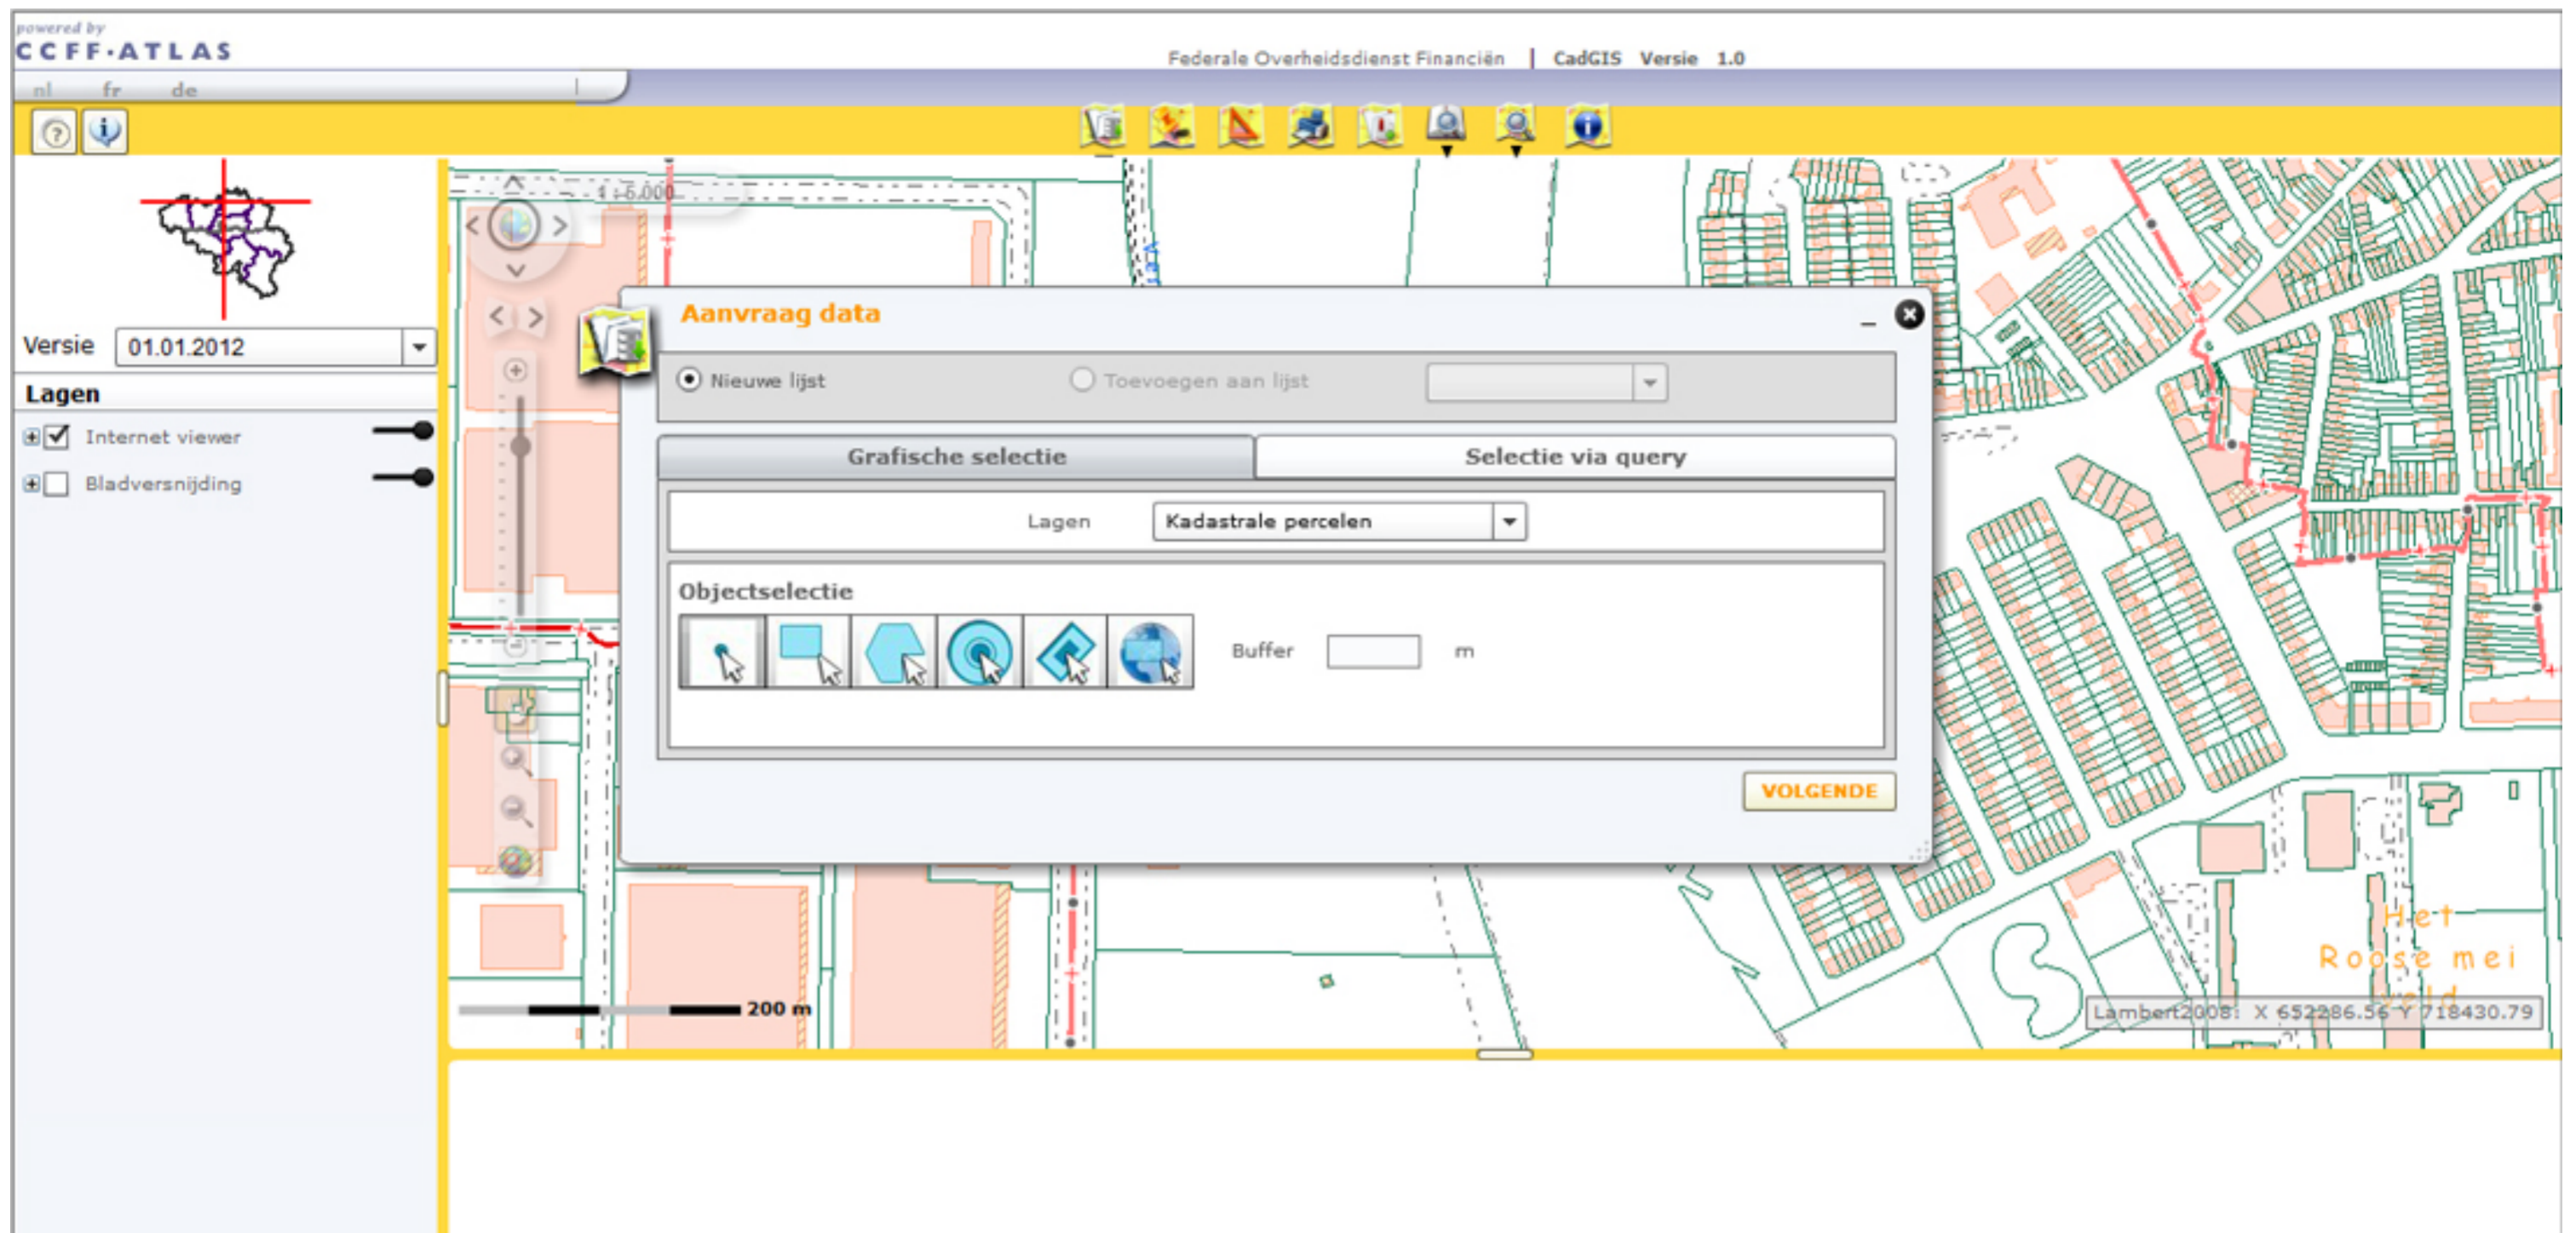 powered by
CCFF·ATLAS
Federale Overheidsdienst Financiën | CadGIS Versie 1.0
nl fr de
1 : 5.000
Versie 01.01.2012
Lagen
Internet viewer
Bladversnijding
Aanvraag data
Nieuwe lijst Toevoegen aan lijst
Grafische selectie Selectie via query
Lagen Kadastrale percelen
Objectselectie
Buffer m
VOLGENDE
Het
Roose mei
veld
200 m
Lambert2008: X 652286.56 Y 718430.79